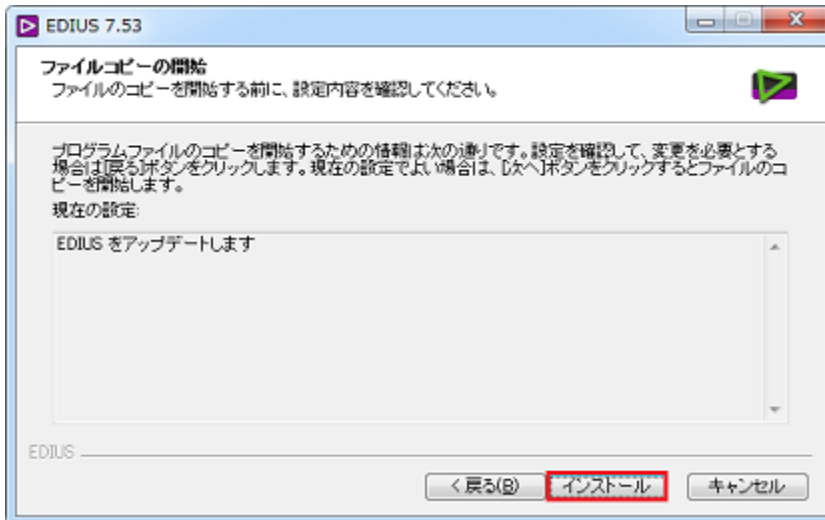 EDIUS 7.53
ファイルコピーの開始
ファイルのコピーを開始する前に、設定内容を確認してください。
プログラムファイルのコピーを開始するための情報は次の通りです。設定を確認して、変更を必要とする
場合は[戻る]ボタンをクリックします。現在の設定でよい場合は、[次へ]ボタンをクリックするとファイルのコ
ピーを開始します。
現在の設定:
EDIUS をアップデートします
EDIUS
< 戻る(B)
インストール
キャンセル